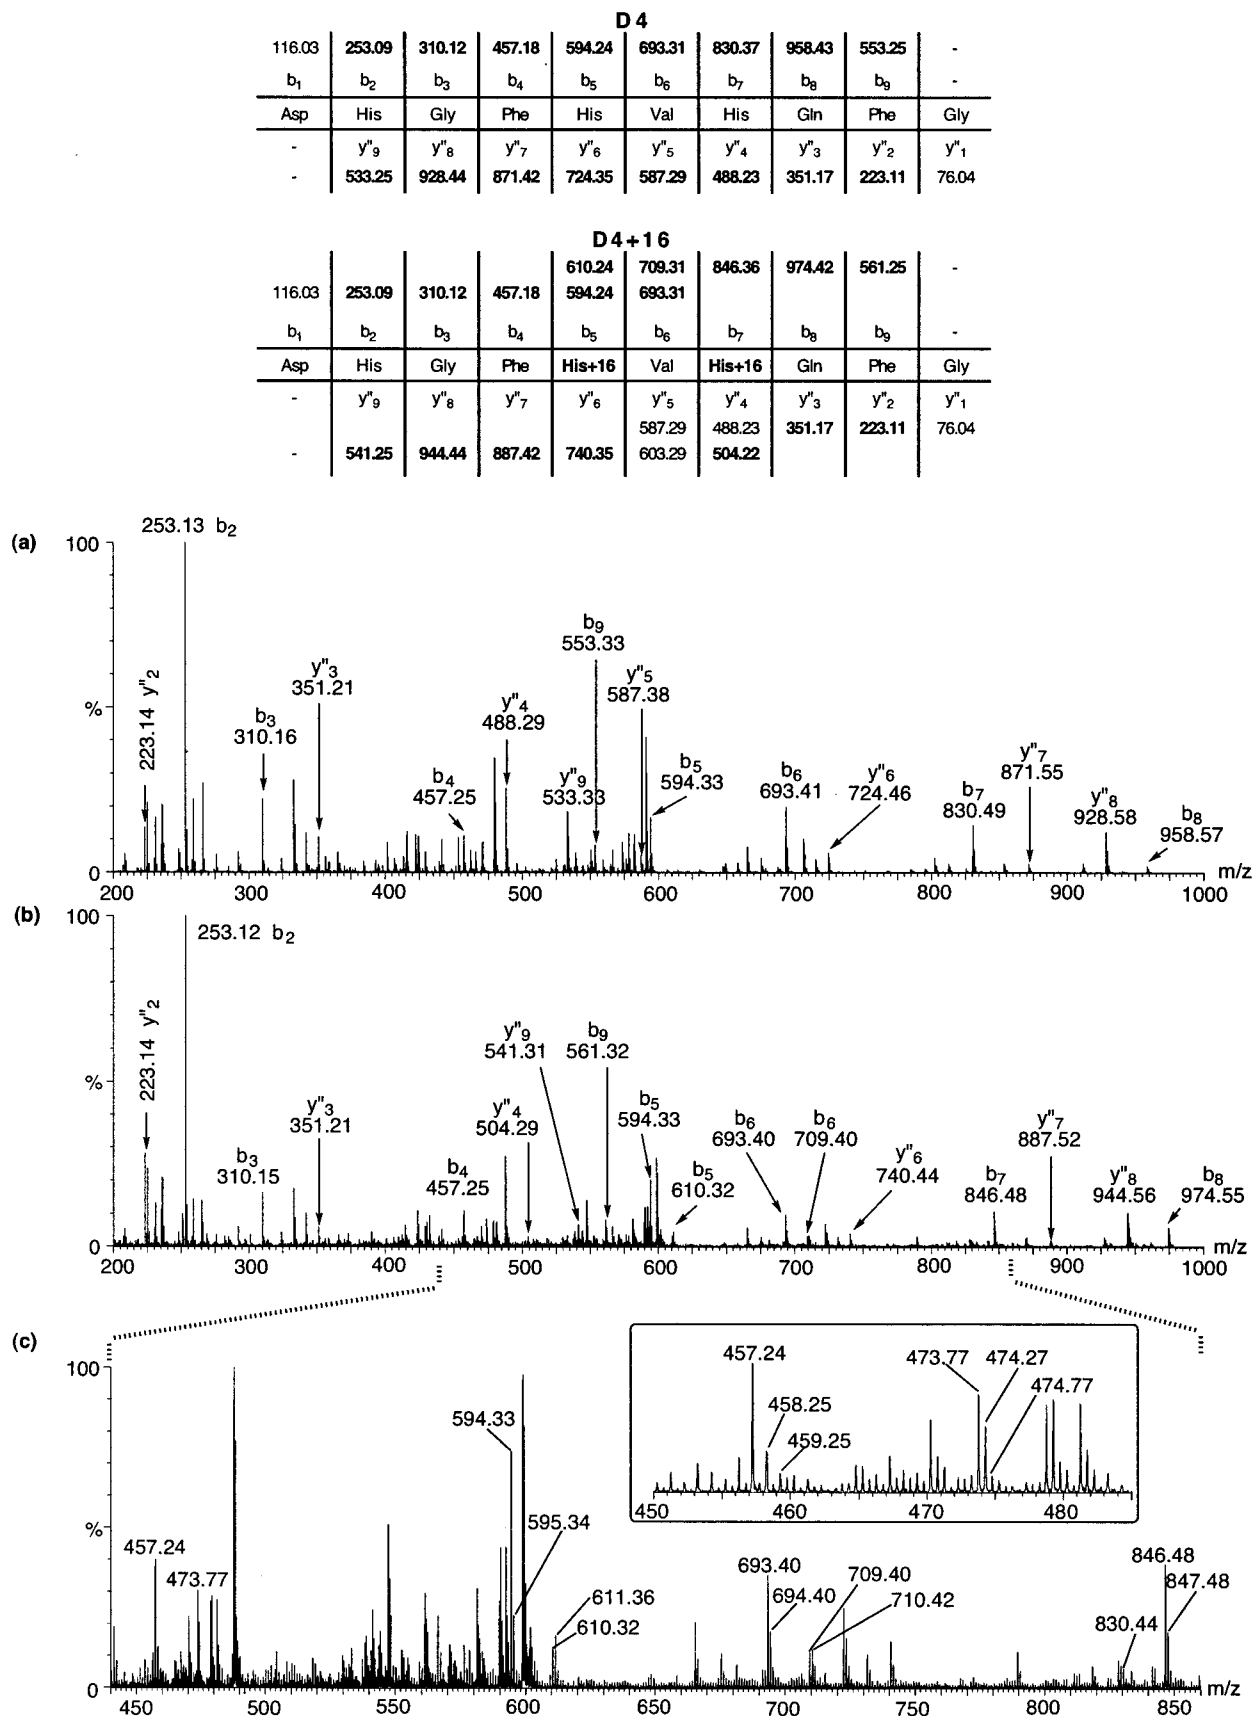 D4
116.03 253.09 310.12 457.18 594.24 693.31 830.37 958.43 553.25 -
b1 b2 b3 b4 b5 b6 b7 b8 b9 -
Asp His Gly Phe His Val His Gln Phe Gly
- y"9 y"8 y"7 y"6 y"5 y"4 y"3 y"2 y"1
- 533.25 928.44 871.42 724.35 587.29 488.23 351.17 223.11 76.04
D4+16
610.24 709.31 846.36 974.42 561.25 -
116.03 253.09 310.12 457.18 594.24 693.31
b1 b2 b3 b4 b5 b6 b7 b8 b9 -
Asp His Gly Phe His+16 Val His+16 Gln Phe Gly
- y"9 y"8 y"7 y"6 y"5 y"4 y"3 y"2 y"1
587.29 488.23 351.17 223.11 76.04
- 541.25 944.44 887.42 740.35 603.29 504.22
(a)
100
%
0
253.13 b2
223.14 y"2
b3
310.16
y"3
351.21
b4
457.25
y"4
488.29
y"9
533.33
b9
553.33
y"5
587.38
b5
594.33
b6
693.41
y"6
724.46
b7
830.49
y"7
871.55
y"8
928.58
b8
958.57
200 300 400 500 600 700 800 900 1000 m/z
(b)
100
%
0
253.12 b2
223.14 y"2
b3
310.15
y"3
351.21
b4
457.25
y"4
504.29
y"9
541.31
b9
561.32
b5
594.33
b5
610.32
b6
693.40
b6
709.40
y"6
740.44
b7
846.48
y"7
887.52
y"8
944.56
b8
974.55
200 300 400 500 600 700 800 900 1000 m/z
(c)
100
%
0
457.24
473.77
594.33
595.34
611.36
610.32
693.40
694.40
709.40
710.42
830.44
846.48
847.48
450 500 550 600 650 700 750 800 850 m/z
457.24
458.25
459.25
473.77
474.27
474.77
450 460 470 480